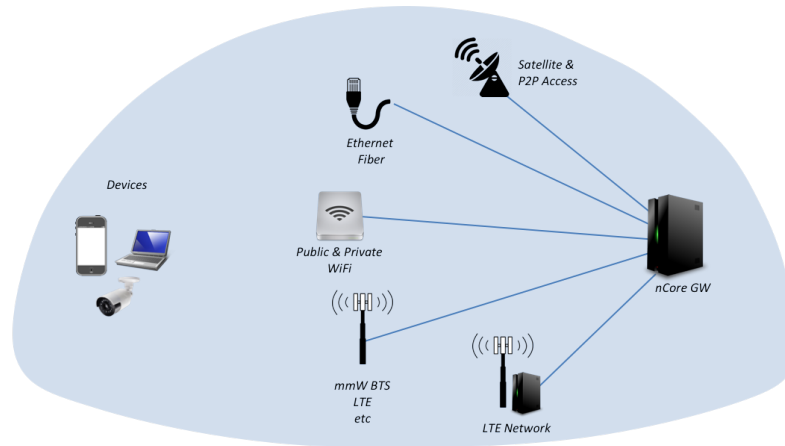 Satellite &
P2P Access
Ethernet
Fiber
Devices
Public & Private
WiFi
nCore GW
mmW BTS
LTE
etc
LTE Network